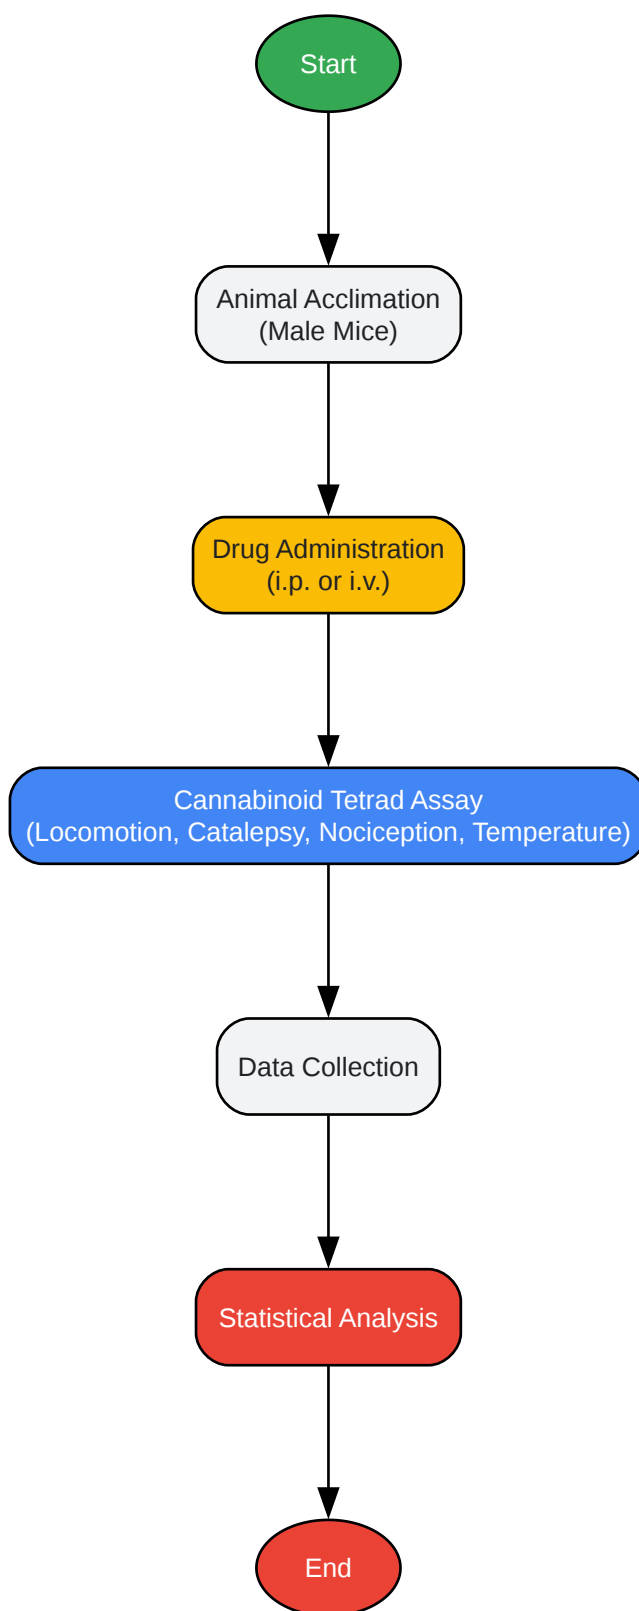 Start
Animal Acclimation
(Male Mice)
Drug Administration
(i.p. or i.v.)
Cannabinoid Tetrad Assay
(Locomotion, Catalepsy, Nociception, Temperature)
Data Collection
Statistical Analysis
End